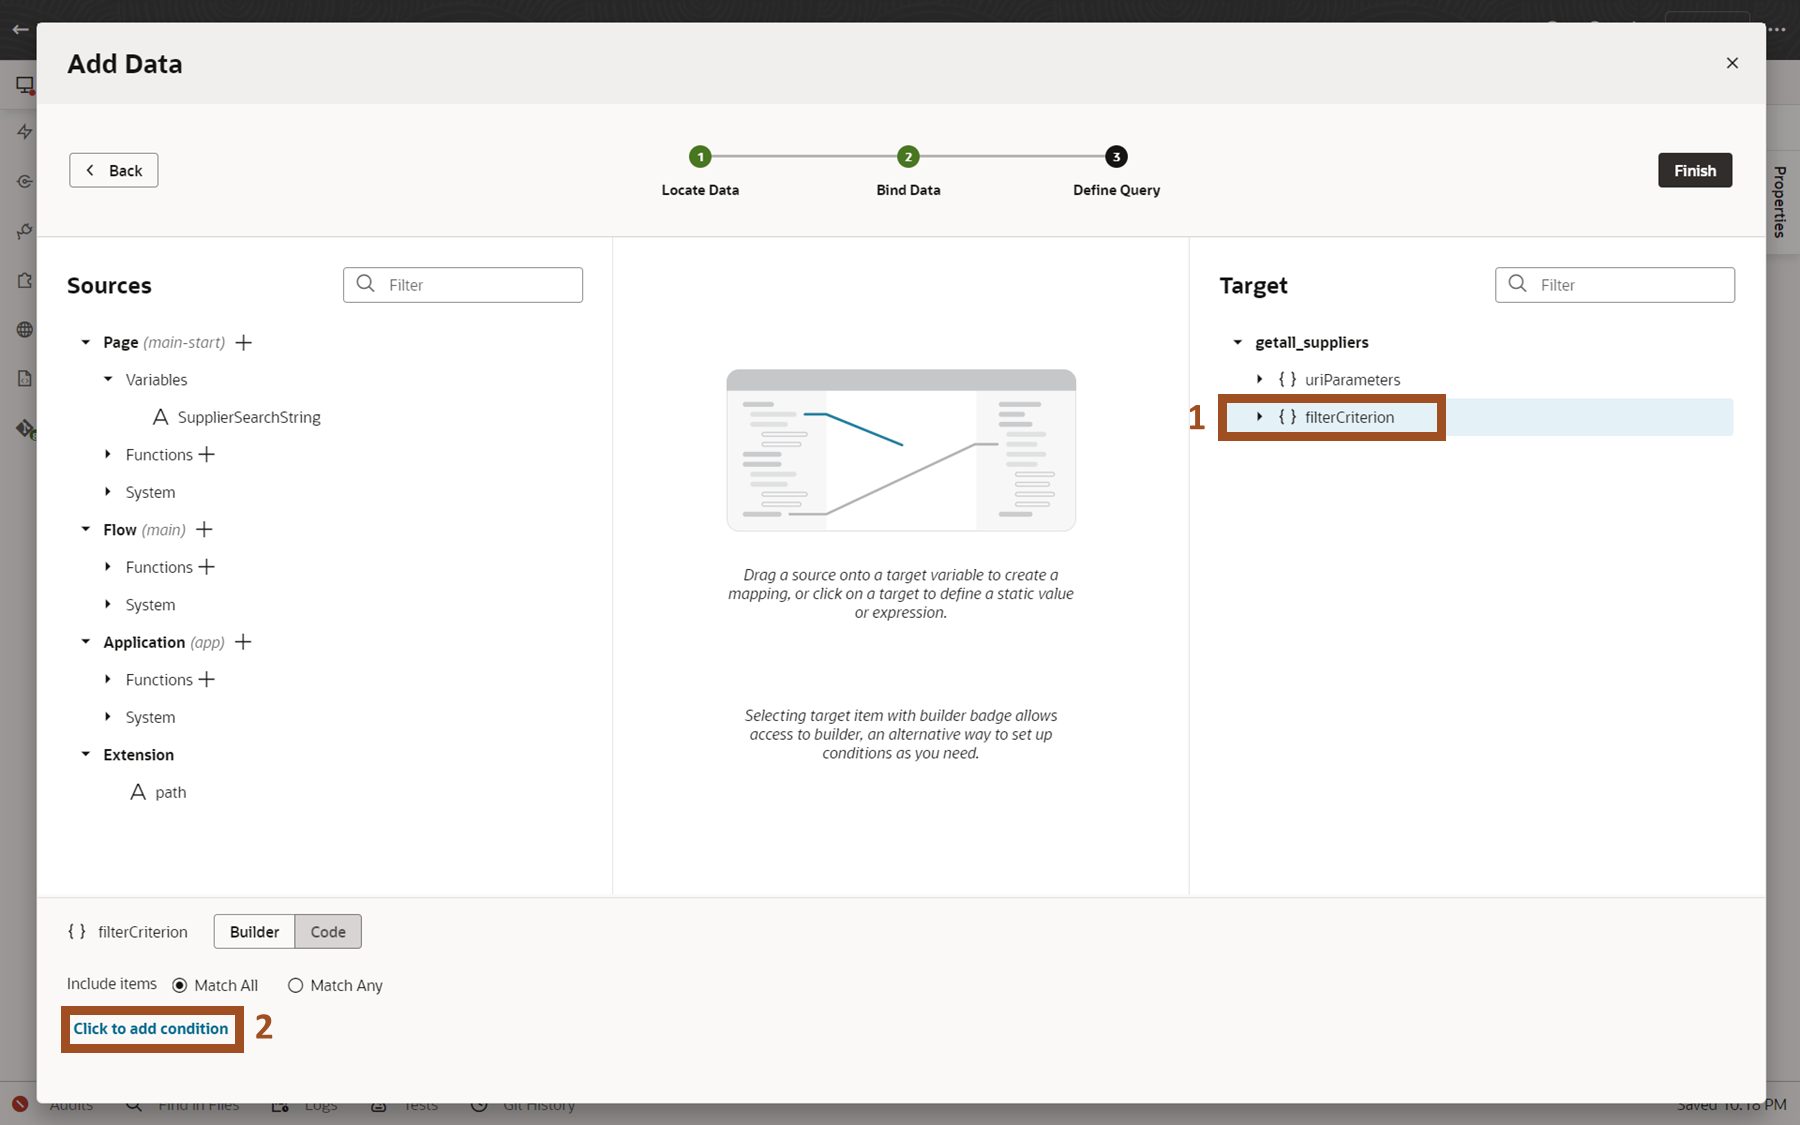 Add Data
Back
1
2
3
Locate Data
Bind Data
Define Query
Finish
Properties
Sources
Filter
Page (main-start)
Variables
A SupplierSearchString
Functions
System
Flow (main)
Functions
System
Application (app)
Functions
System
Extension
A path
Drag a source onto a target variable to create a
mapping, or click on a target to define a static value
or expression.
Selecting target item with builder badge allows
access to builder, an alternative way to set up
conditions as you need.
Target
Filter
getall_suppliers
{ } uriParameters
1
{ } filterCriterion
{ } filterCriterion
Builder
Code
Include items
Match All
Match Any
Click to add condition
2
Audits
Find in Files
Logs
Tests
Git History
Saved 10:18 PM